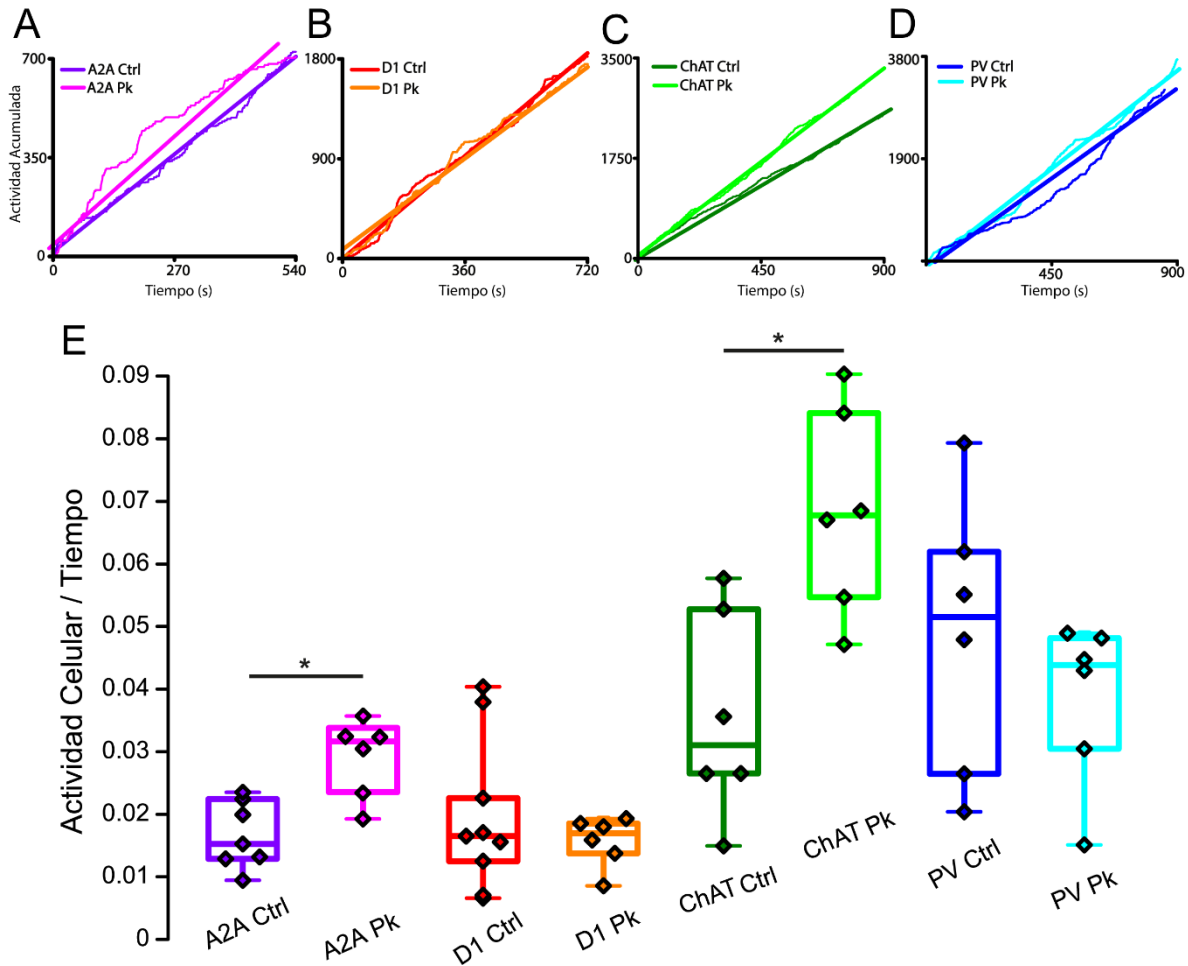 A
700
350
0
A2A Ctrl
A2A Pk
Actividad Acumulada
0
270
540
Tiempo (s)
B
1800
900
0
D1 Ctrl
D1 Pk
0
360
720
Tiempo (s)
C
3500
1750
0
ChAT Ctrl
ChAT Pk
0
450
900
Tiempo (s)
D
3800
1900
0
PV Ctrl
PV Pk
450
900
Tiempo (s)
E
0.09
0.08
0.07
0.06
0.05
0.04
0.03
0.02
0.01
0
Actividad Celular / Tiempo
*
*
A2A Ctrl
A2A Pk
D1 Ctrl
D1 Pk
ChAT Ctrl
ChAT Pk
PV Ctrl
PV Pk